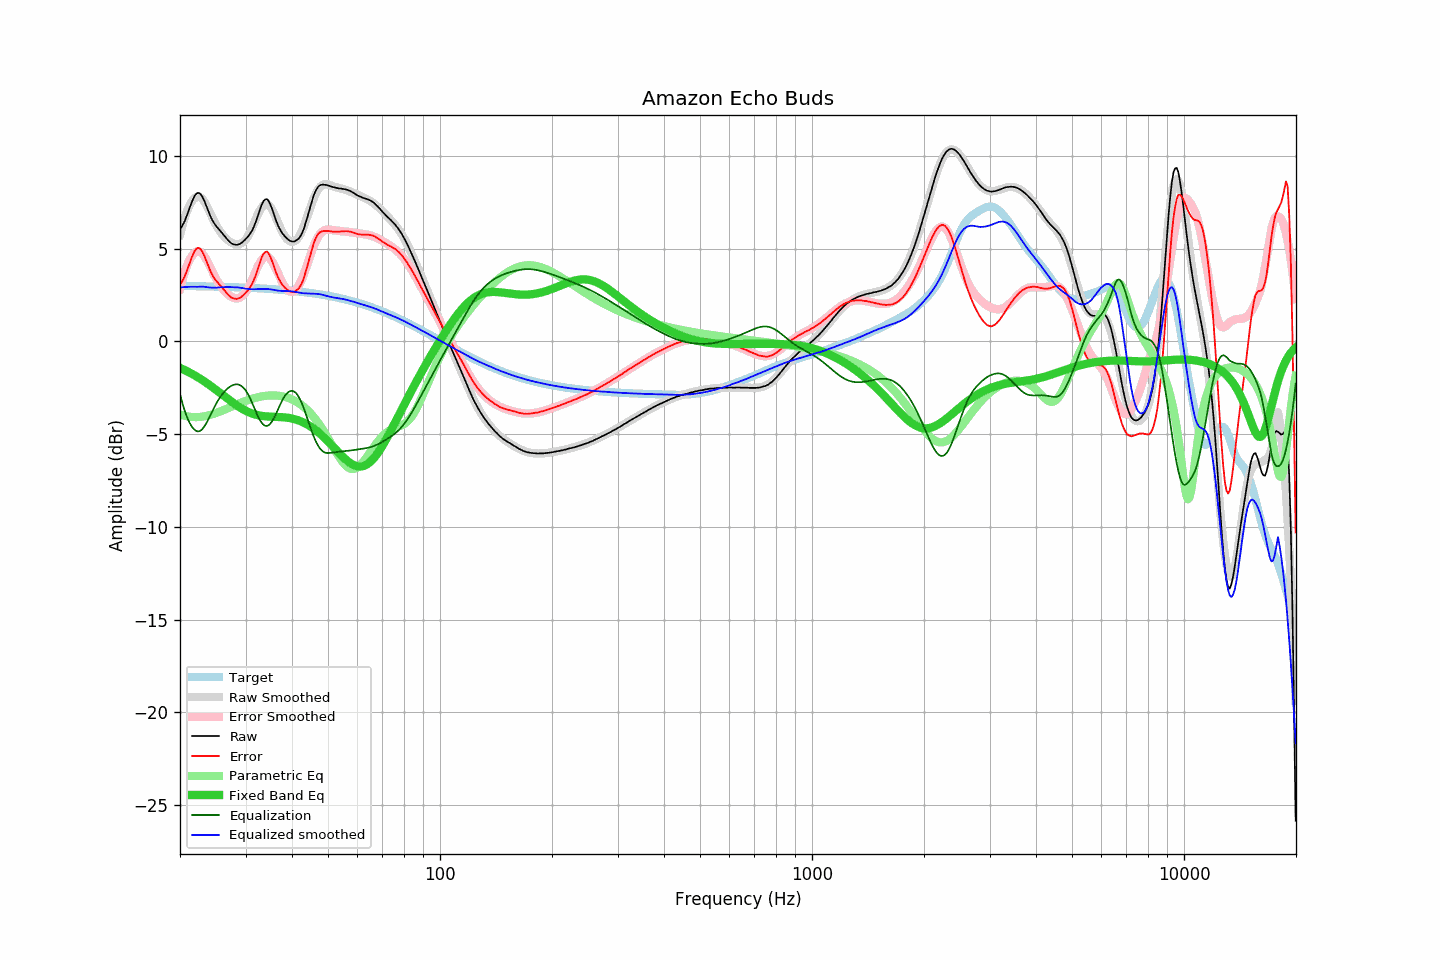 Amazon Echo Buds
10
5
0
−5
−10
−15
−20
−25
Amplitude (dBr)
Target
Raw Smoothed
Error Smoothed
Raw
Error
Parametric Eq
Fixed Band Eq
Equalization
Equalized smoothed
100 1000 10000
Frequency (Hz)